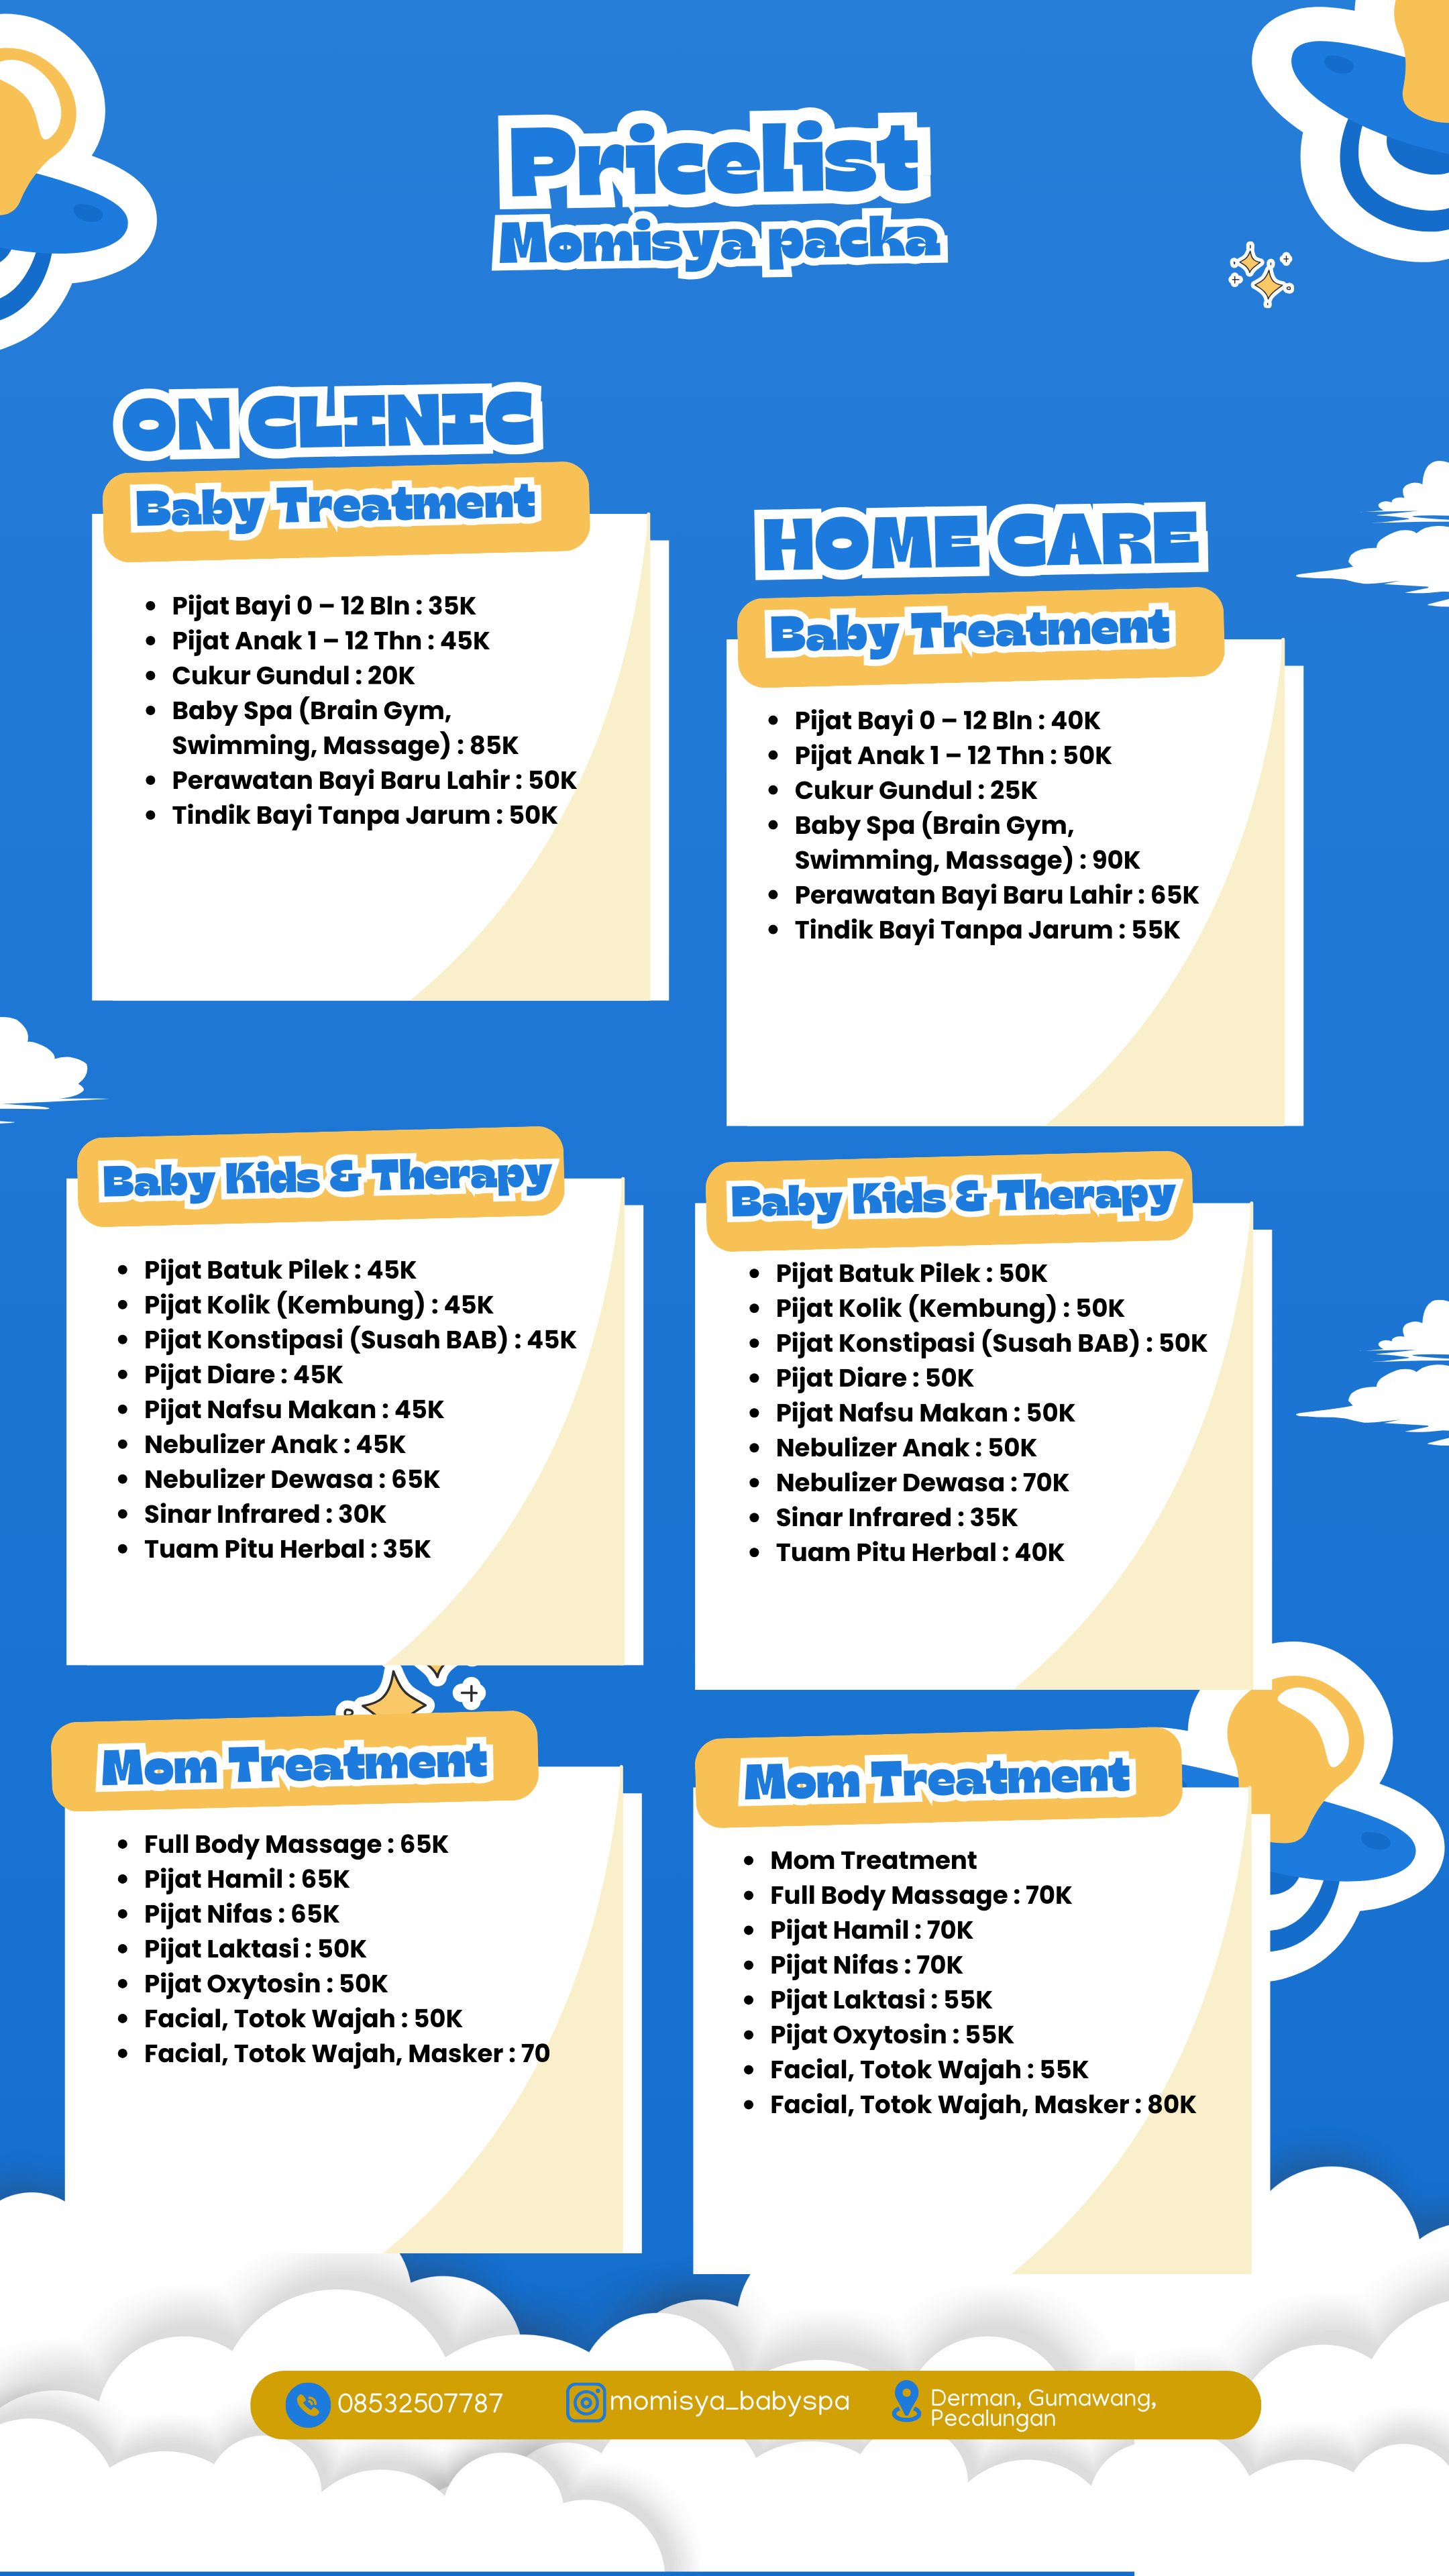 Pricelist
Momisya packa
ON CLINIC
Baby Treatment
Pijat Bayi 0 – 12 Bln : 35K
Pijat Anak 1 – 12 Thn : 45K
Cukur Gundul : 20K
Baby Spa (Brain Gym,
Swimming, Massage) : 85K
Perawatan Bayi Baru Lahir : 50K
Tindik Bayi Tanpa Jarum : 50K
HOME CARE
Baby Treatment
Pijat Bayi 0 – 12 Bln : 40K
Pijat Anak 1 – 12 Thn : 50K
Cukur Gundul : 25K
Baby Spa (Brain Gym,
Swimming, Massage) : 90K
Perawatan Bayi Baru Lahir : 65K
Tindik Bayi Tanpa Jarum : 55K
Baby Kids & Therapy
Pijat Batuk Pilek : 45K
Pijat Kolik (Kembung) : 45K
Pijat Konstipasi (Susah BAB) : 45K
Pijat Diare : 45K
Pijat Nafsu Makan : 45K
Nebulizer Anak : 45K
Nebulizer Dewasa : 65K
Sinar Infrared : 30K
Tuam Pitu Herbal : 35K
Baby Kids & Therapy
Pijat Batuk Pilek : 50K
Pijat Kolik (Kembung) : 50K
Pijat Konstipasi (Susah BAB) : 50K
Pijat Diare : 50K
Pijat Nafsu Makan : 50K
Nebulizer Anak : 50K
Nebulizer Dewasa : 70K
Sinar Infrared : 35K
Tuam Pitu Herbal : 40K
Mom Treatment
Full Body Massage : 65K
Pijat Hamil : 65K
Pijat Nifas : 65K
Pijat Laktasi : 50K
Pijat Oxytosin : 50K
Facial, Totok Wajah : 50K
Facial, Totok Wajah, Masker : 70
Mom Treatment
Mom Treatment
Full Body Massage : 70K
Pijat Hamil : 70K
Pijat Nifas : 70K
Pijat Laktasi : 55K
Pijat Oxytosin : 55K
Facial, Totok Wajah : 55K
Facial, Totok Wajah, Masker : 80K
08532507787
momisya_babyspa
Derman, Gumawang,
Pecalungan